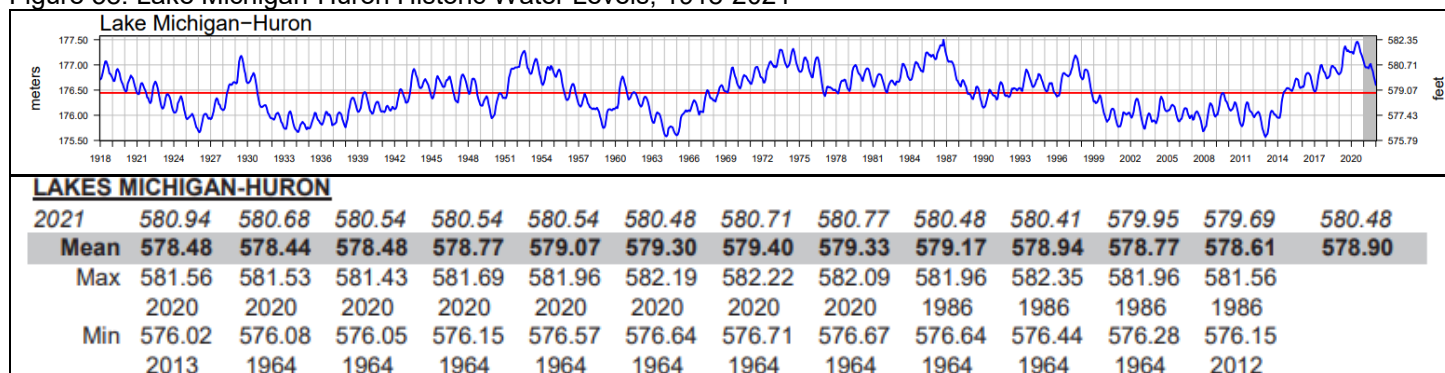 Lake Michigan−Huron
177.50
177.00
176.50
176.00
175.50
meters
582.35
580.71
579.07
577.43
575.79
feet
1918 1921 1924 1927 1930 1933 1936 1939 1942 1945 1948 1951 1954 1957 1960 1963 1966 1969 1972 1975 1978 1981 1984 1987 1990 1993 1996 1999 2002 2005 2008 2011 2014 2017 2020
LAKES MICHIGAN-HURON
2021 580.94 580.68 580.54 580.54 580.54 580.48 580.71 580.77 580.48 580.41 579.95 579.69 580.48
Mean 578.48 578.44 578.48 578.77 579.07 579.30 579.40 579.33 579.17 578.94 578.77 578.61 578.90
Max 581.56 581.53 581.43 581.69 581.96 582.19 582.22 582.09 581.96 582.35 581.96 581.56
2020 2020 2020 2020 2020 2020 2020 2020 1986 1986 1986 1986
Min 576.02 576.08 576.05 576.15 576.57 576.64 576.71 576.67 576.64 576.44 576.28 576.15
2013 1964 1964 1964 1964 1964 1964 1964 1964 1964 1964 2012